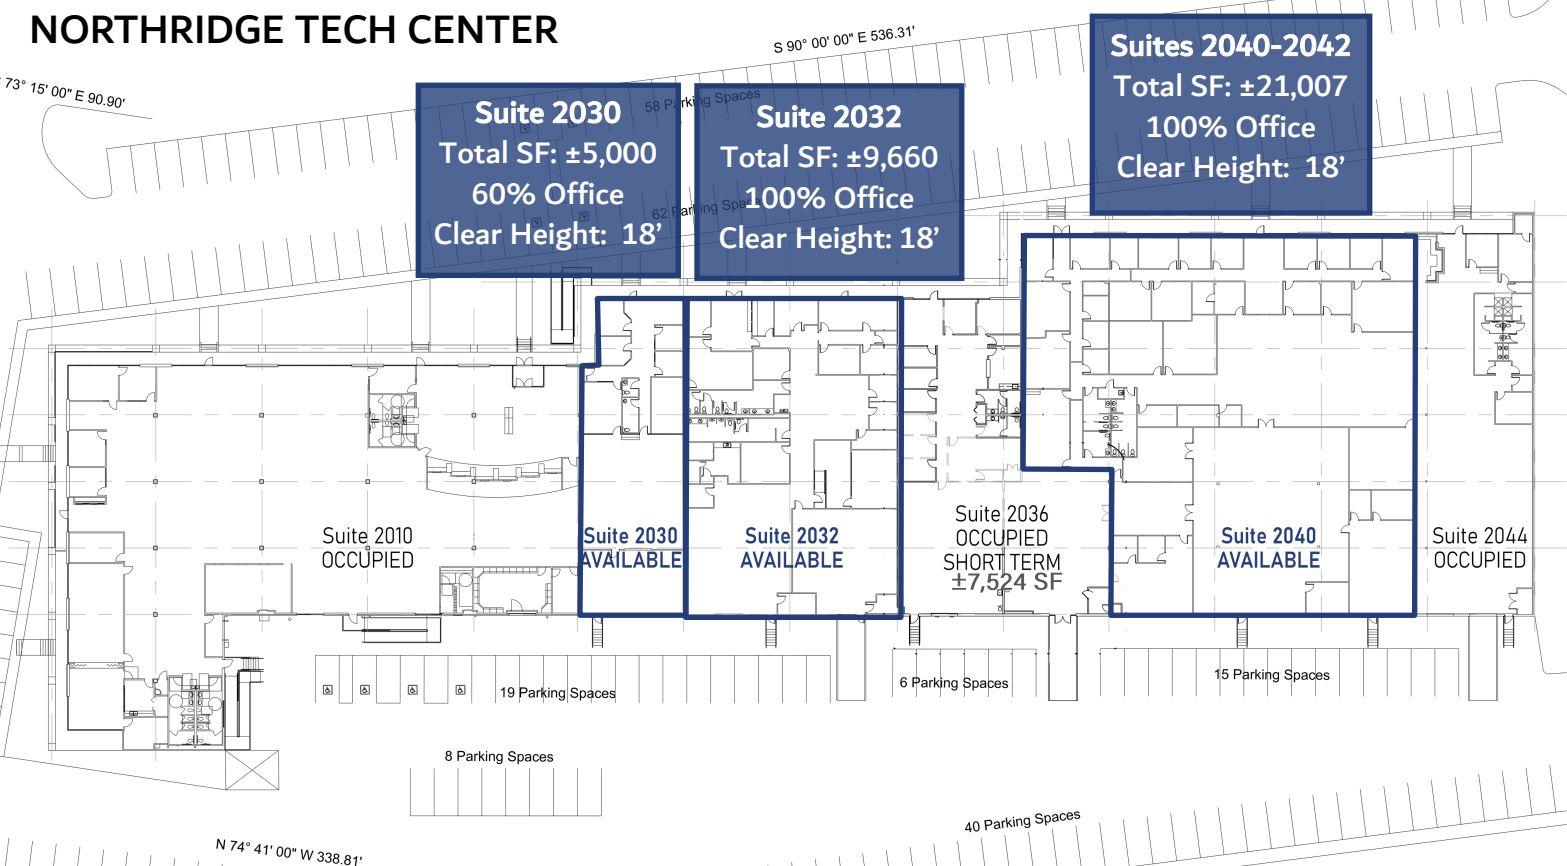 NORTHRIDGE TECH CENTER
S 90° 00' 00" E 536.31'
73° 15' 00" E 90.90'
Suites 2040-2042
Total SF: ±21,007
100% Office
Clear Height: 18’
58 Parking Spaces
Suite 2030
Total SF: ±5,000
60% Office
Clear Height: 18’
Suite 2032
Total SF: ±9,660
100% Office
Clear Height: 18’
62 Parking Spaces
Suite 2010
OCCUPIED
Suite 2030
AVAILABLE
Suite 2032
AVAILABLE
Suite 2036
OCCUPIED
SHORT TERM
±7,524 SF
Suite 2040
AVAILABLE
Suite 2044
OCCUPIED
19 Parking Spaces
6 Parking Spaces
15 Parking Spaces
8 Parking Spaces
40 Parking Spaces
N 74° 41' 00" W 338.81'